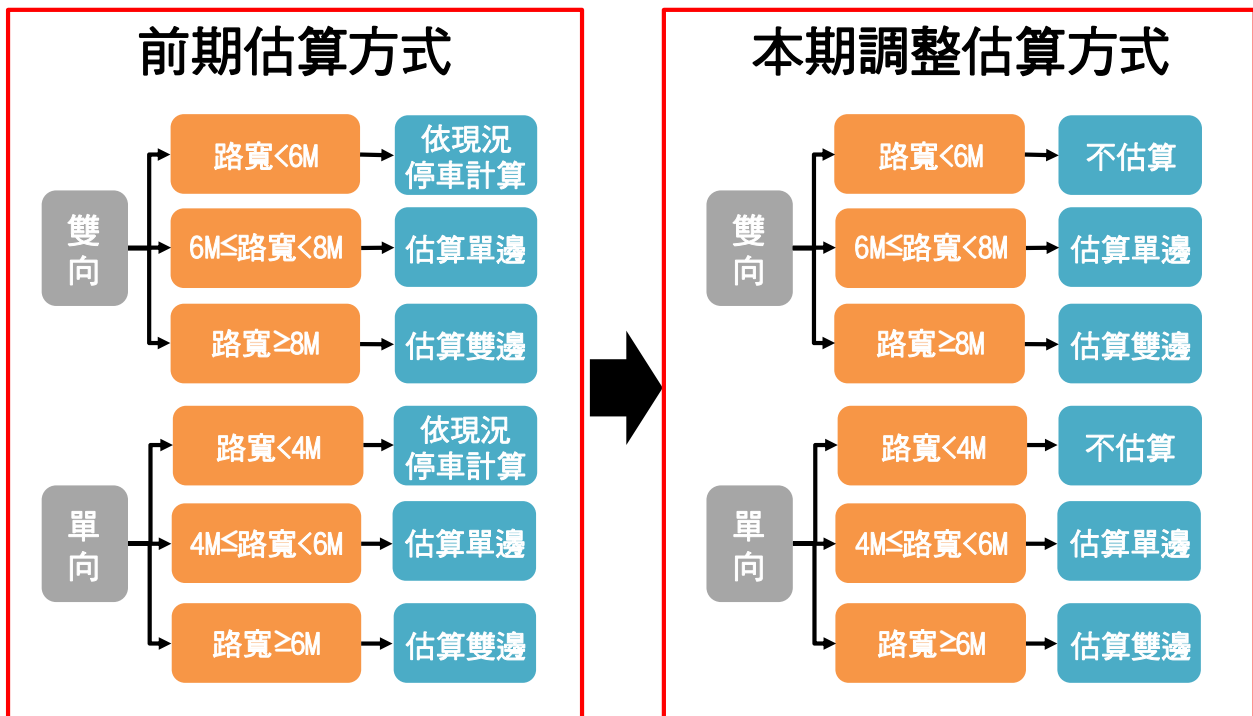 前期估算方式
雙
向
路寬<6M
依現況
停車計算
6M≤路寬<8M
估算單邊
路寬≥8M
估算雙邊
單
向
路寬<4M
依現況
停車計算
4M≤路寬<6M
估算單邊
路寬≥6M
估算雙邊
本期調整估算方式
雙
向
路寬<6M
不估算
6M≤路寬<8M
估算單邊
路寬≥8M
估算雙邊
單
向
路寬<4M
不估算
4M≤路寬<6M
估算單邊
路寬≥6M
估算雙邊